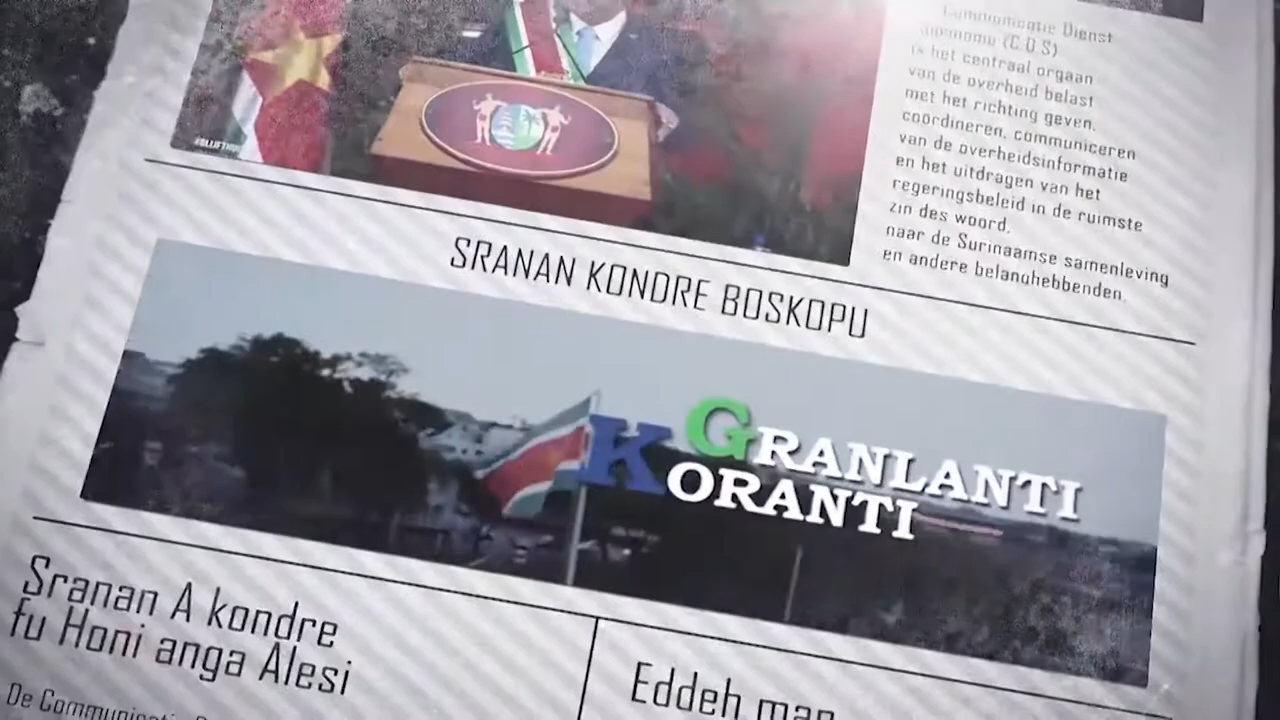 Communicatie Dienst
(C.D.S)
is het centraal orgaan
van de overheid belast
met het richting geven,
coördineren, communiceren
van de overheidsinformatie
en het uitdragen van het
regeringsbeleid in de ruimste
zin des woord,
naar de Surinaamse samenleving
en andere belanghebbenden.
SRANAN KONDRE BOSKOPU
GRANLANTI
KORANTI
Sranan A kondre
fu Honi anga Alesi
De
Eddeh man